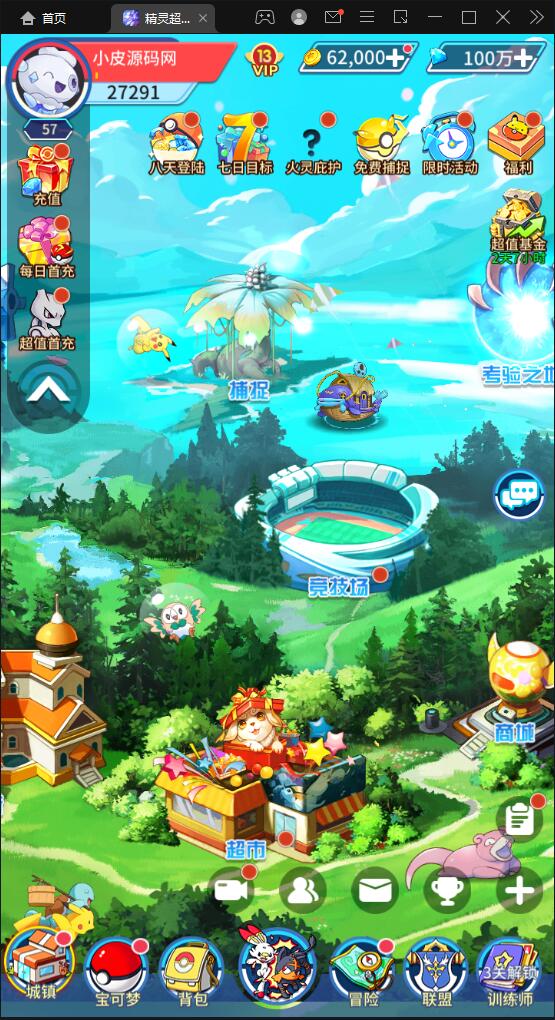 首页
精灵超...
小皮源码网
27291
57
13
VIP
62,000
100万
八天登陆
七日目标
火灵庇护
免费捕捉
限时活动
福利
充值
每日首充
超值首充
超值基金
2天7小时
捕捉
考验之地
竞技场
商城
超市
城镇
宝可梦
背包
冒险
联盟
3关解锁
训练师